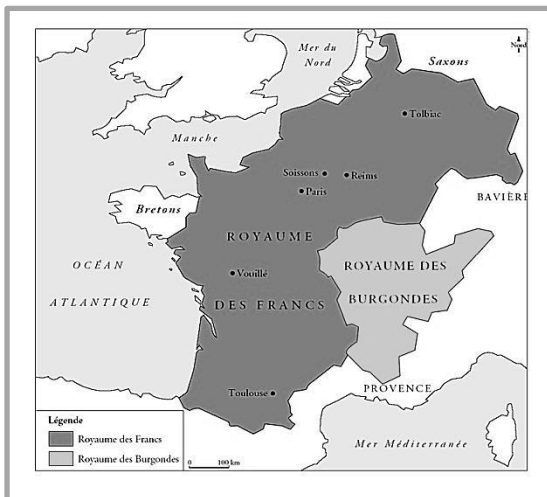 Mer du
Nord
Nord
Saxons
Tolbiac
Manche
Soissons
Reims
Paris
BAVIÈRE
Bretons
ROYAUME
ROYAUME DES
OCÉAN
Vouillé
BURGONDES
ATLANTIQUE
DES FRANCS
PROVENCE
Toulouse
Légende
Royaume des Francs
Mer Méditerranée
Royaume des Burgondes
0 100 km